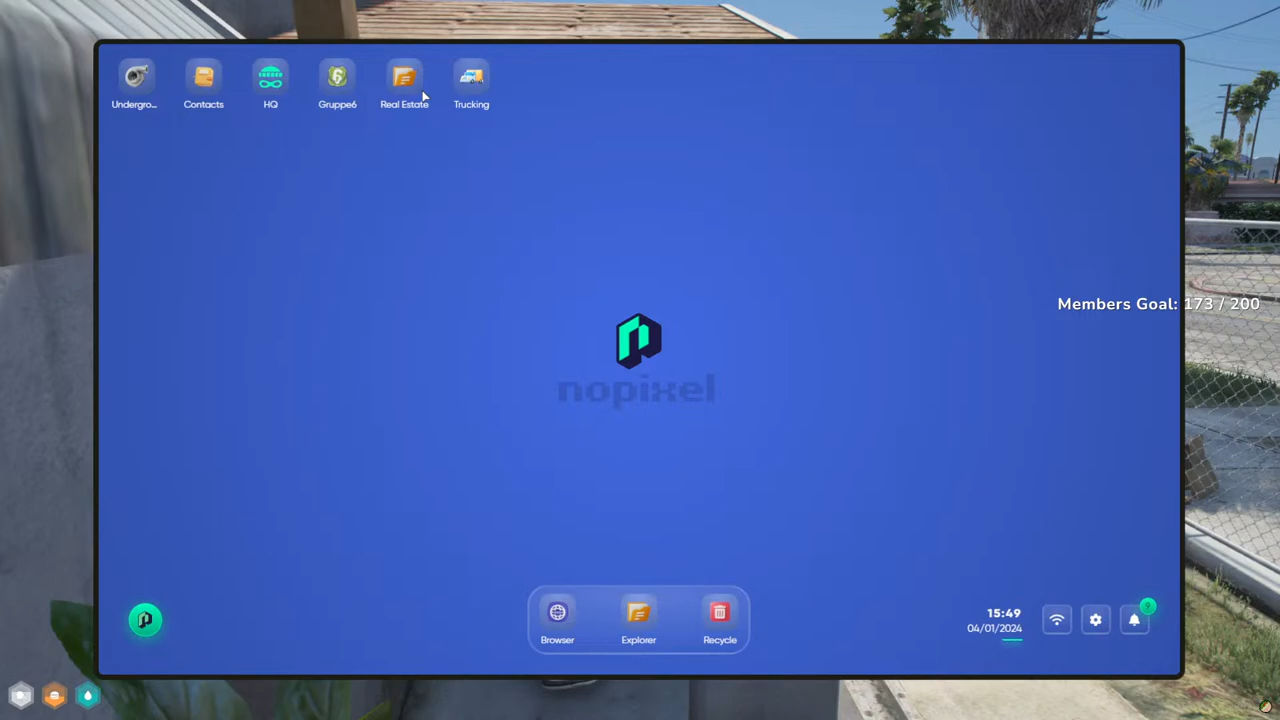 Undergro...
Contacts
HQ
Gruppe6
Real Estate
Trucking
Members Goal: 173 / 200
nopixel
Browser
Explorer
Recycle
15:49
04/01/2024